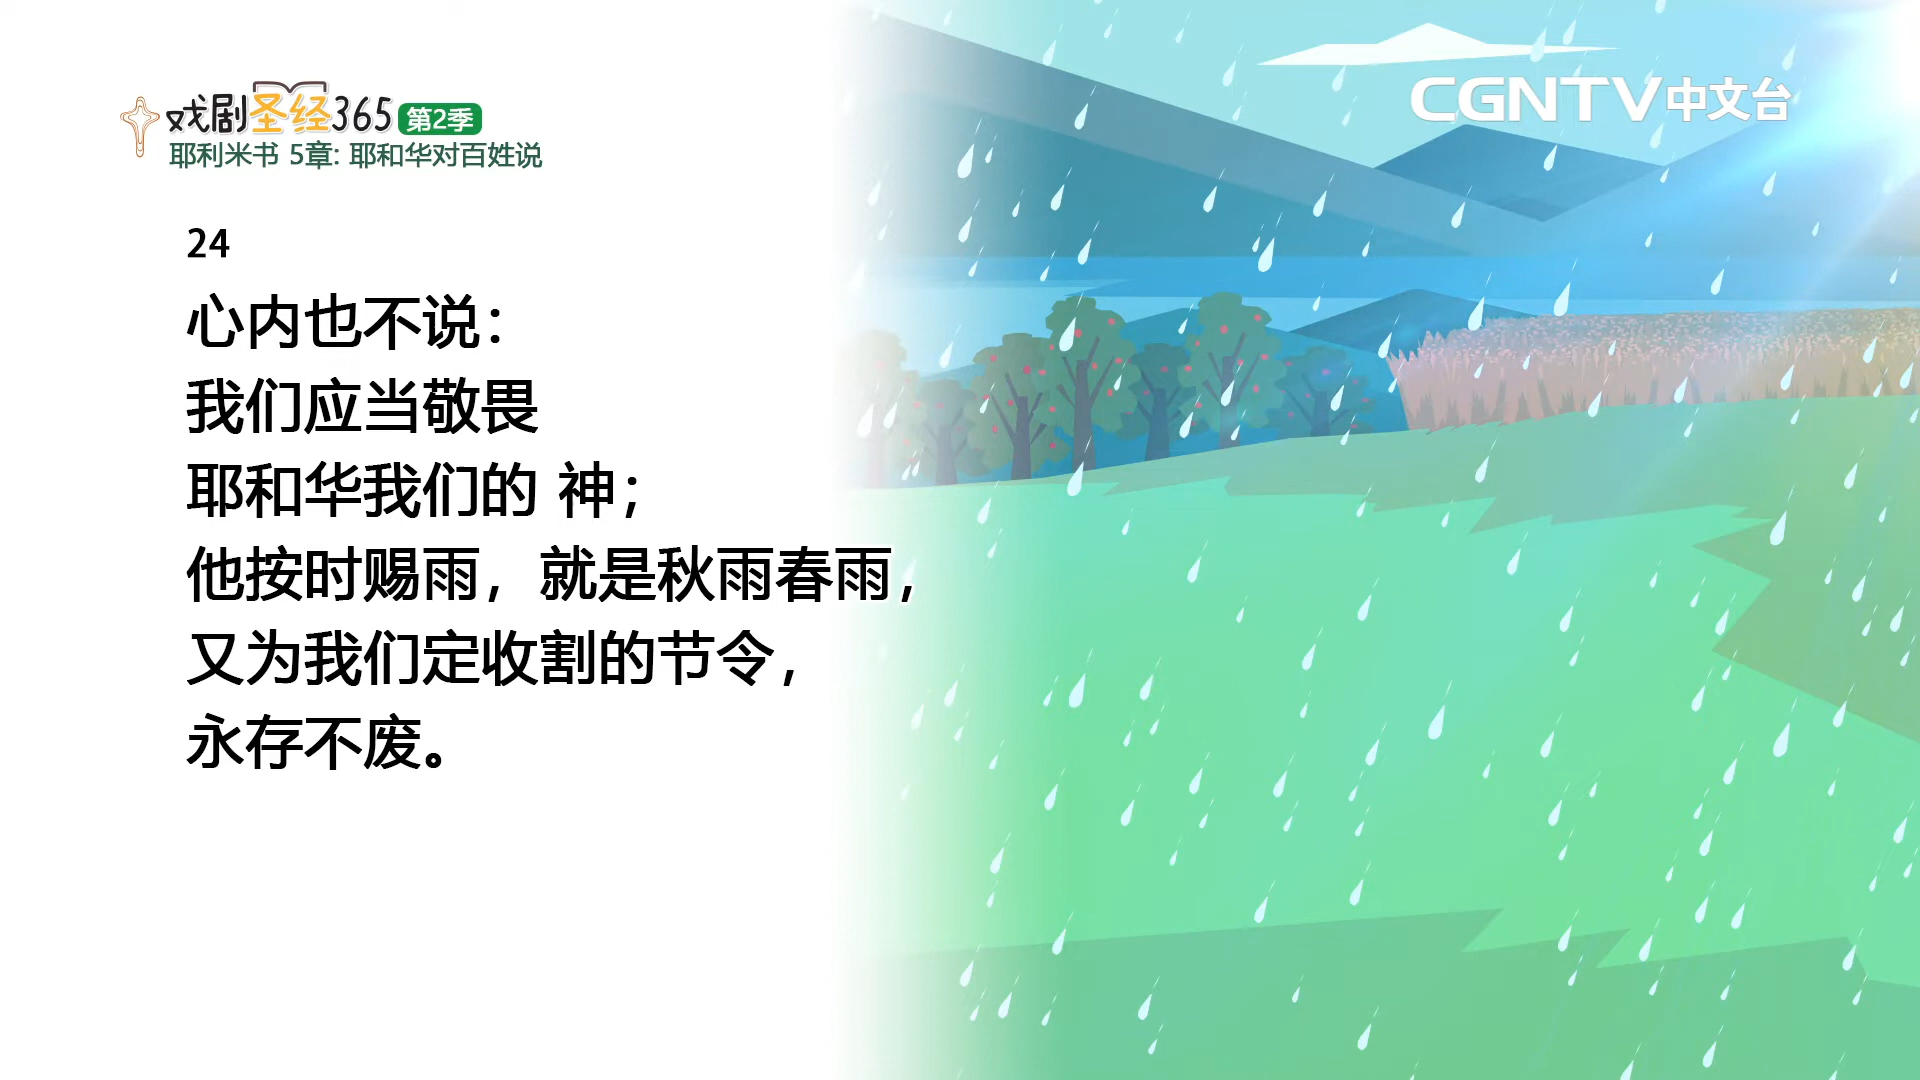 戏剧圣经365 第2季
CGNTV中文台
耶利米书 5章: 耶和华对百姓说
24
心内也不说：
我们应当敬畏
耶和华我们的 神；
他按时赐雨，就是秋雨春雨，
又为我们定收割的节令，
永存不废。